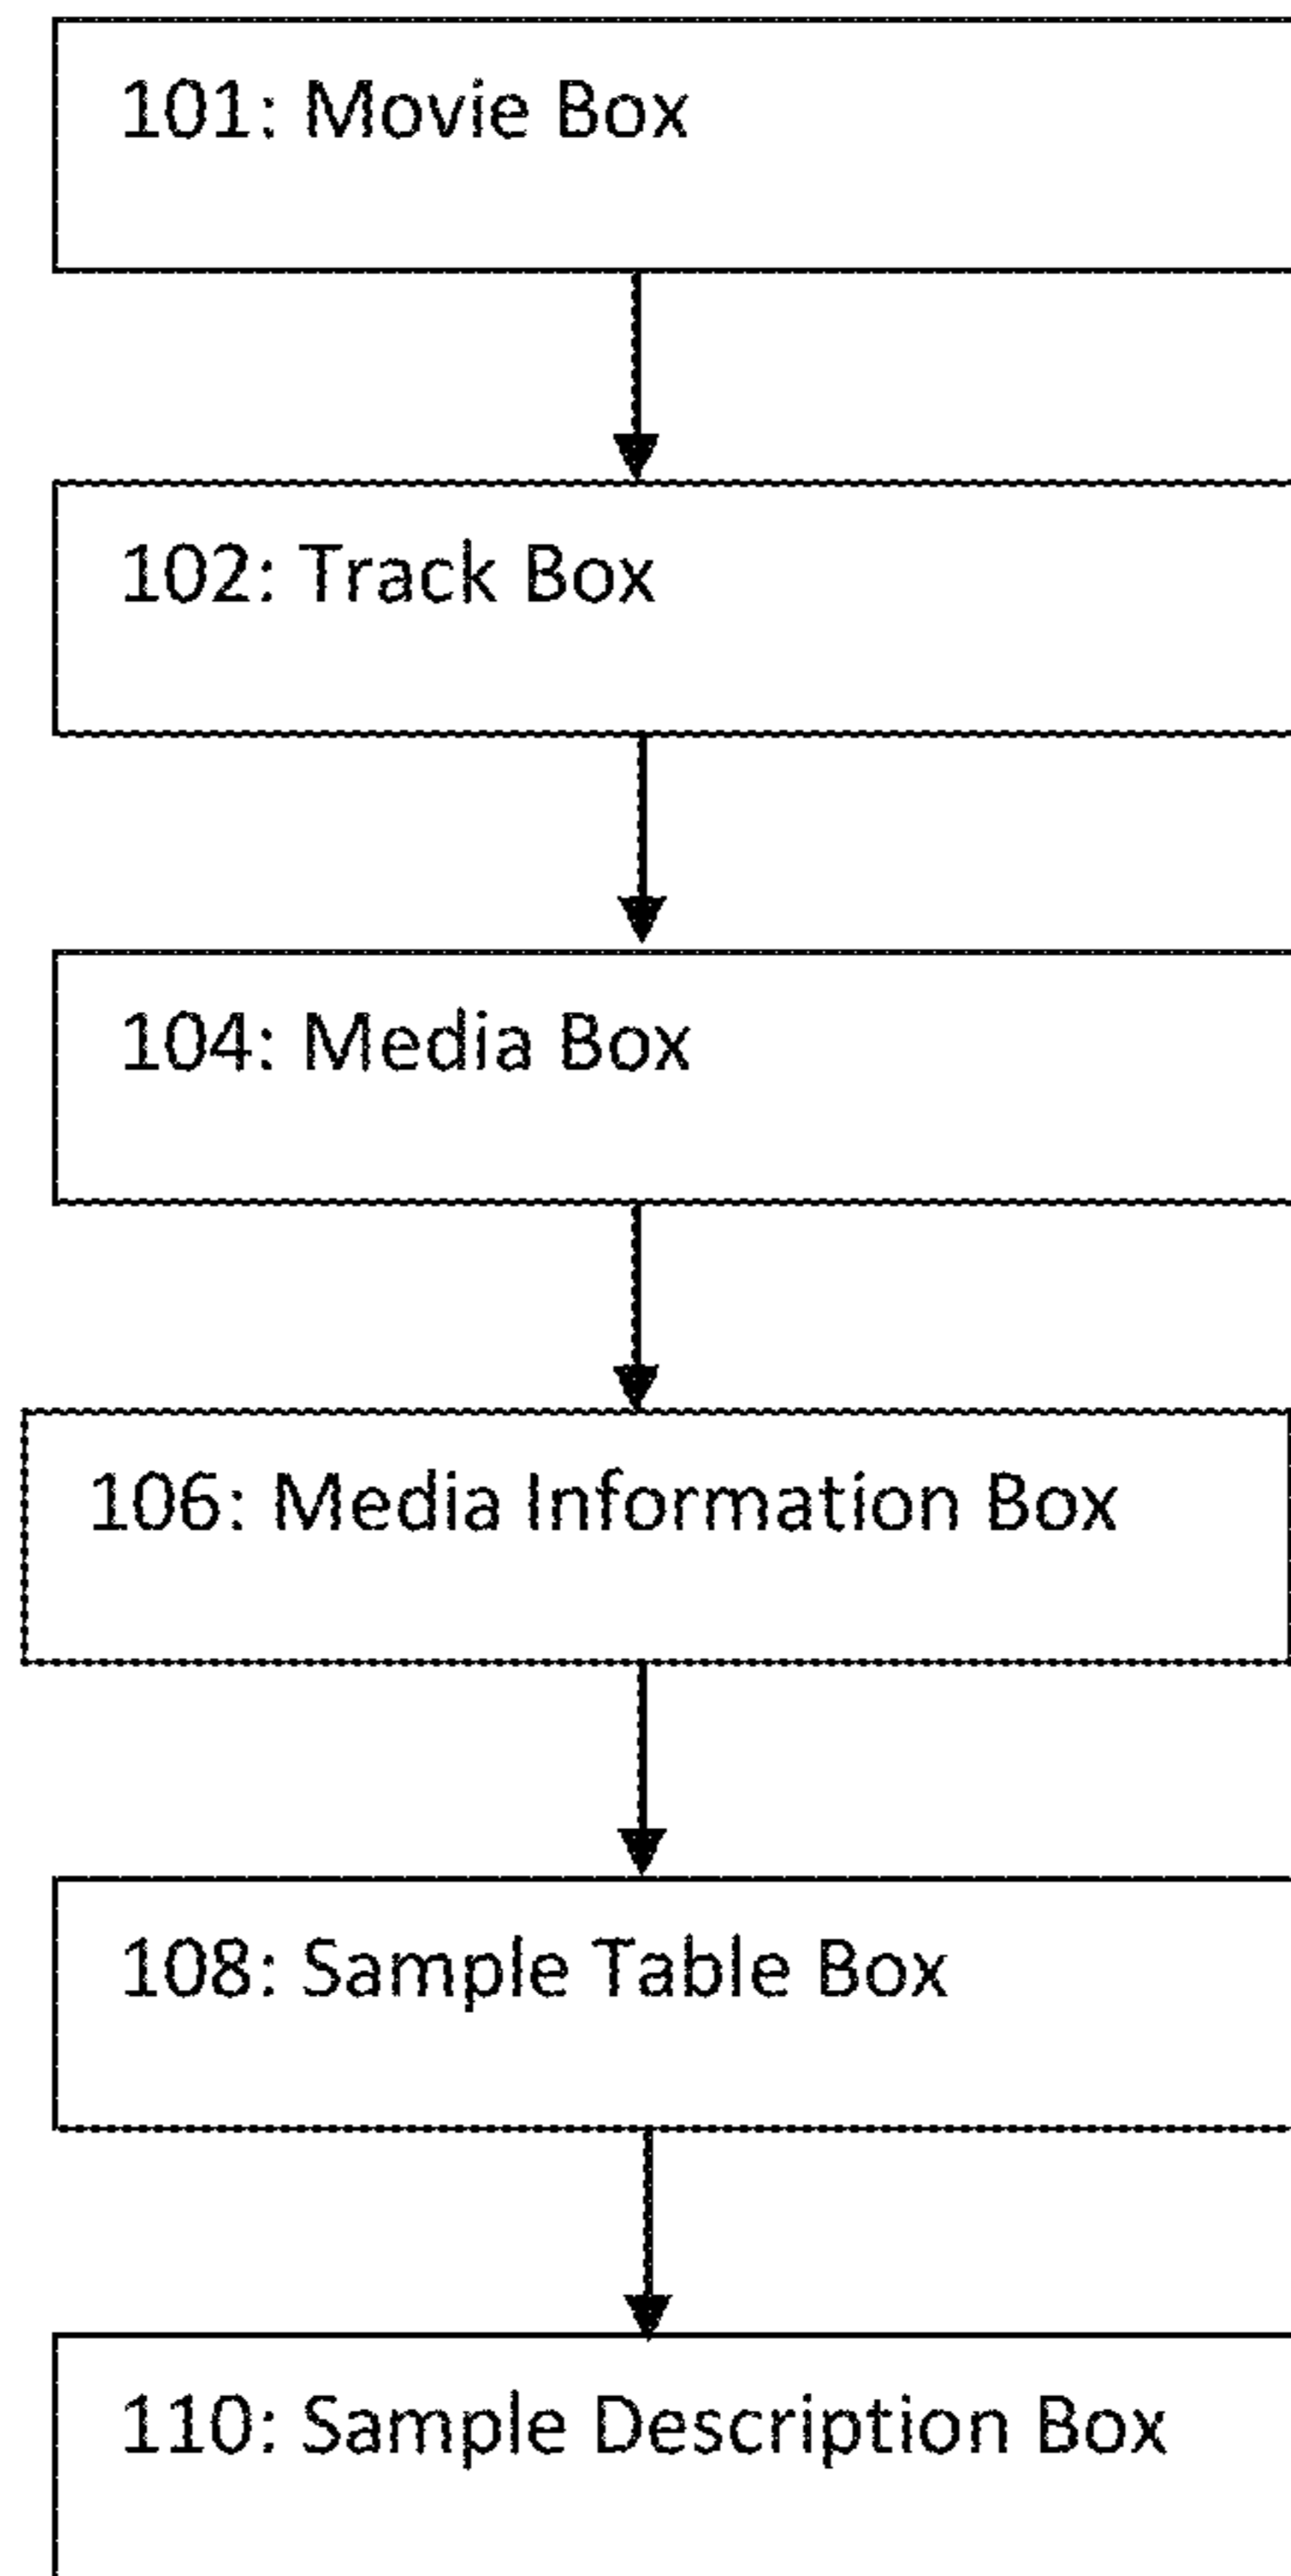 101: Movie Box
102: Track Box
104: Media Box
106: Media Information Box
108: Sample Table Box
110: Sample Description Box